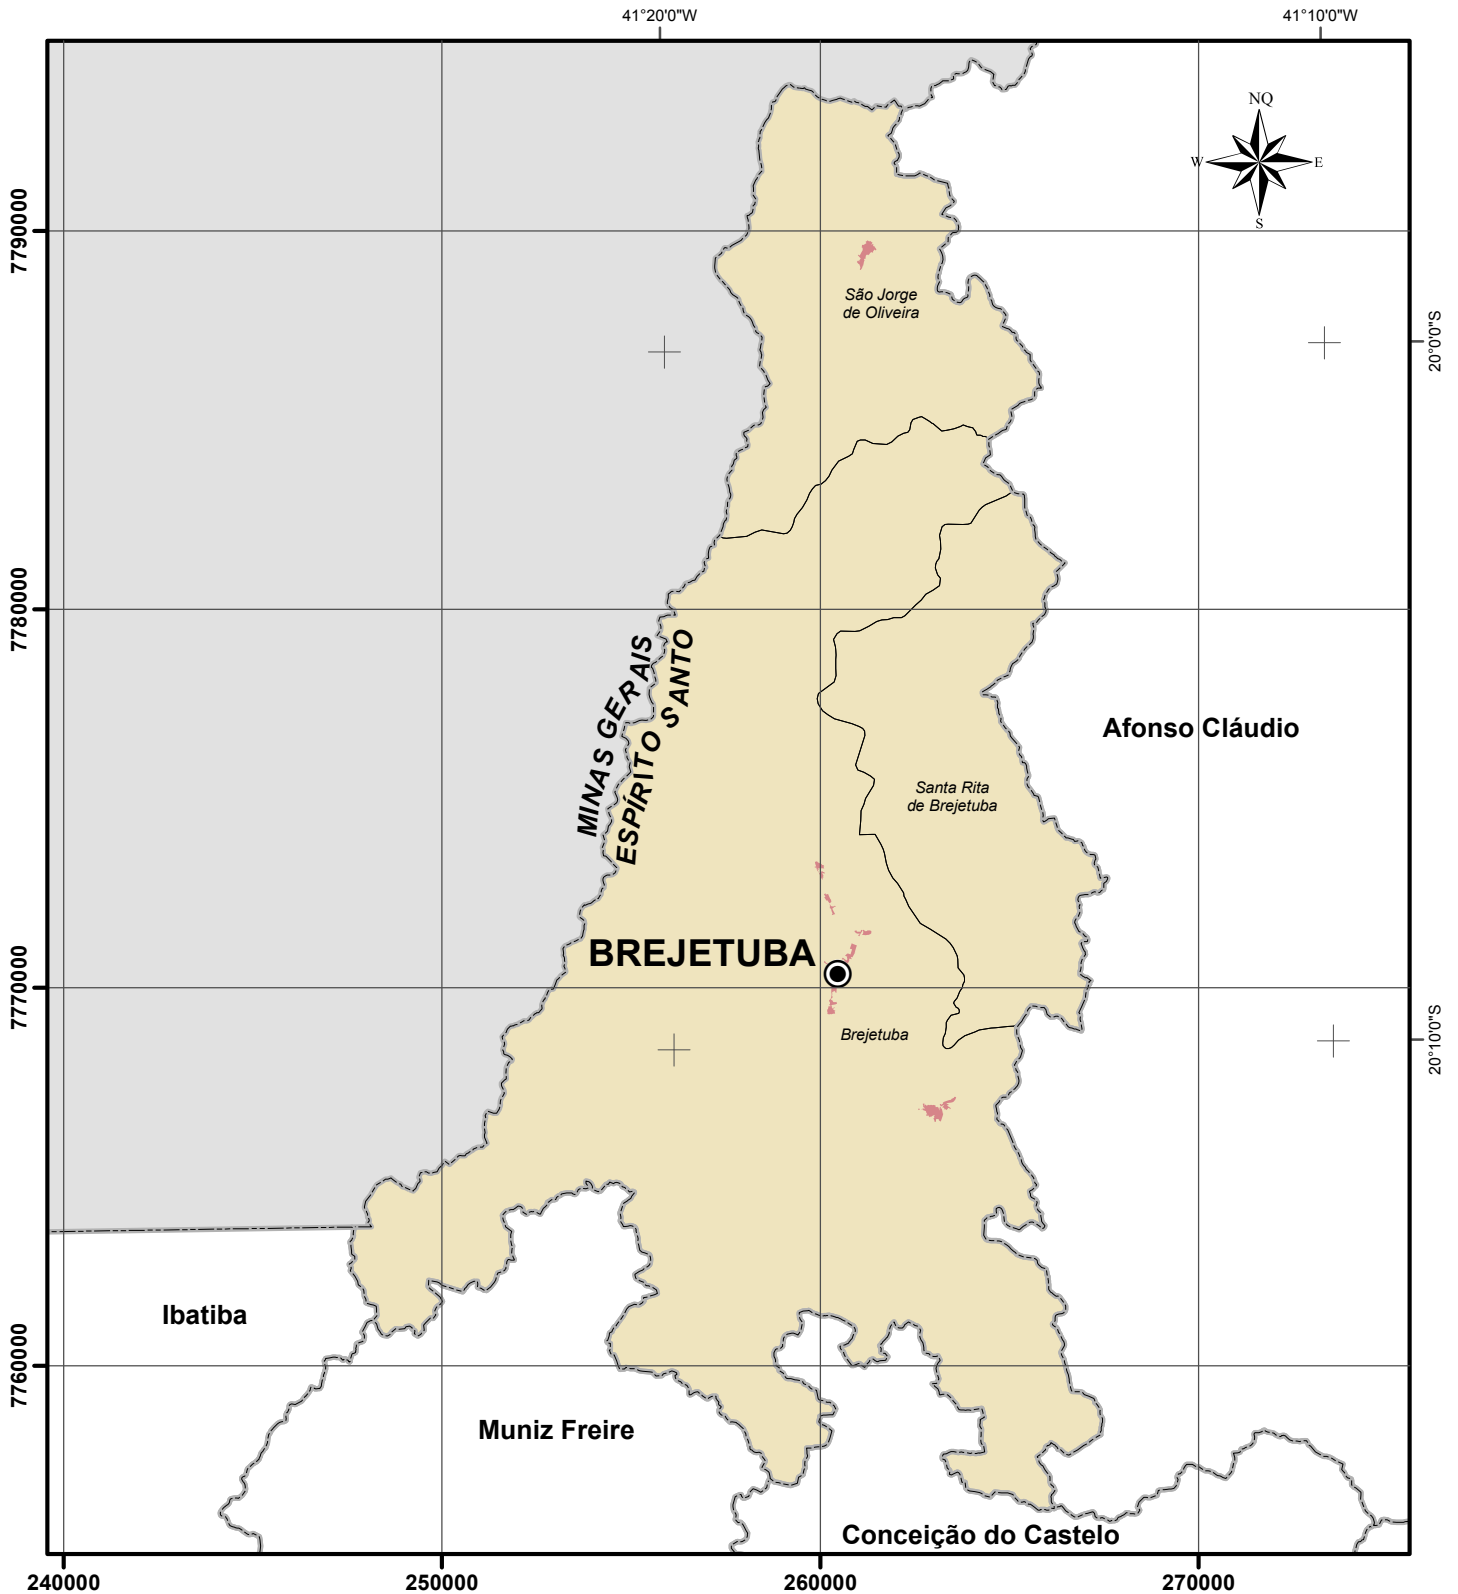 41°20'0"W
41°10'0"W
NQ
W
E
S
7790000
São Jorge
de Oliveira
20°0'0"S
7780000
MINAS GERAIS
ESPÍRITO SANTO
Afonso Cláudio
Santa Rita
de Brejetuba
BREJETUBA
7770000
Brejetuba
20°10'0"S
Ibatiba
7760000
Muniz Freire
Conceição do Castelo
240000
250000
260000
270000